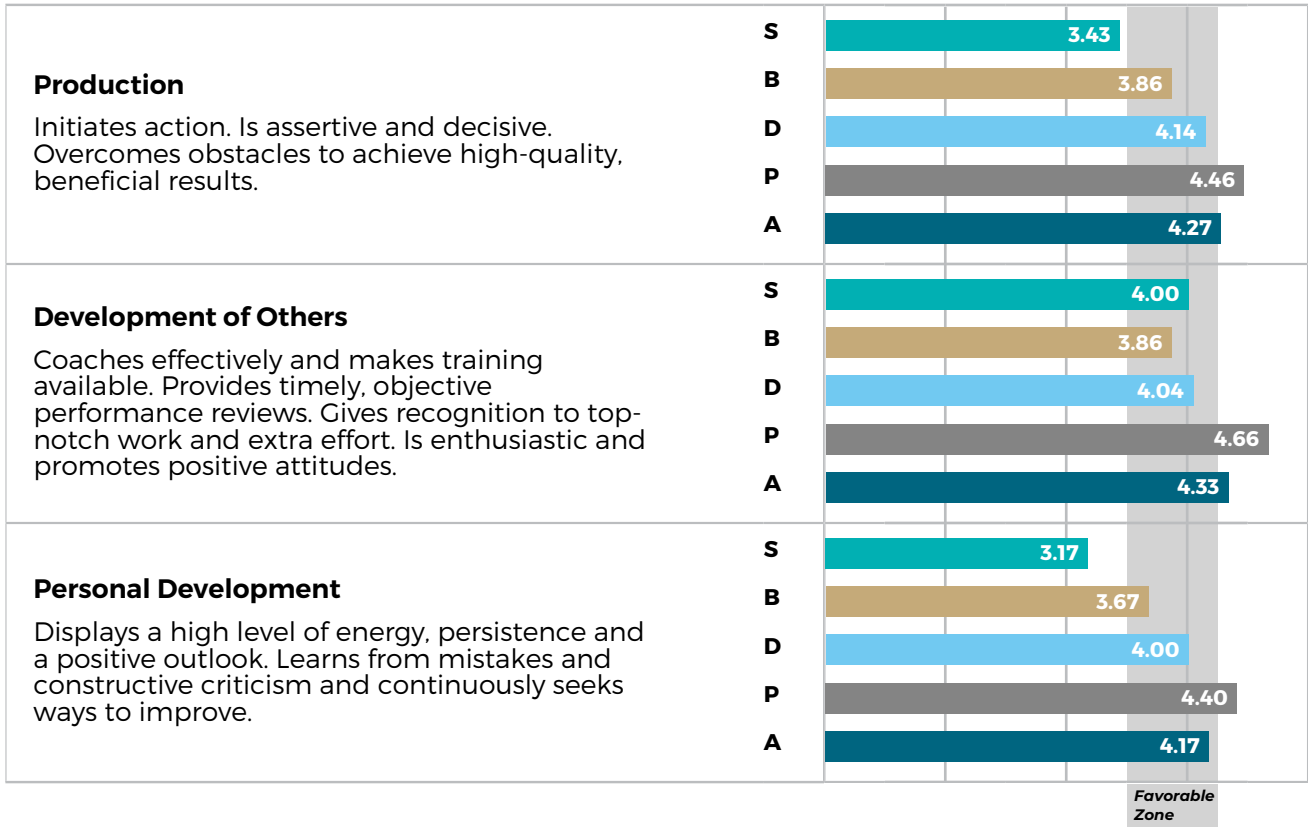 Production
Initiates action. Is assertive and decisive.
Overcomes obstacles to achieve high-quality,
beneficial results.
S 3.43
B 3.86
D 4.14
P 4.46
A 4.27
Development of Others
Coaches effectively and makes training
available. Provides timely, objective
performance reviews. Gives recognition to top-
notch work and extra effort. Is enthusiastic and
promotes positive attitudes.
S 4.00
B 3.86
D 4.04
P 4.66
A 4.33
Personal Development
Displays a high level of energy, persistence and
a positive outlook. Learns from mistakes and
constructive criticism and continuously seeks
ways to improve.
S 3.17
B 3.67
D 4.00
P 4.40
A 4.17
Favorable
Zone